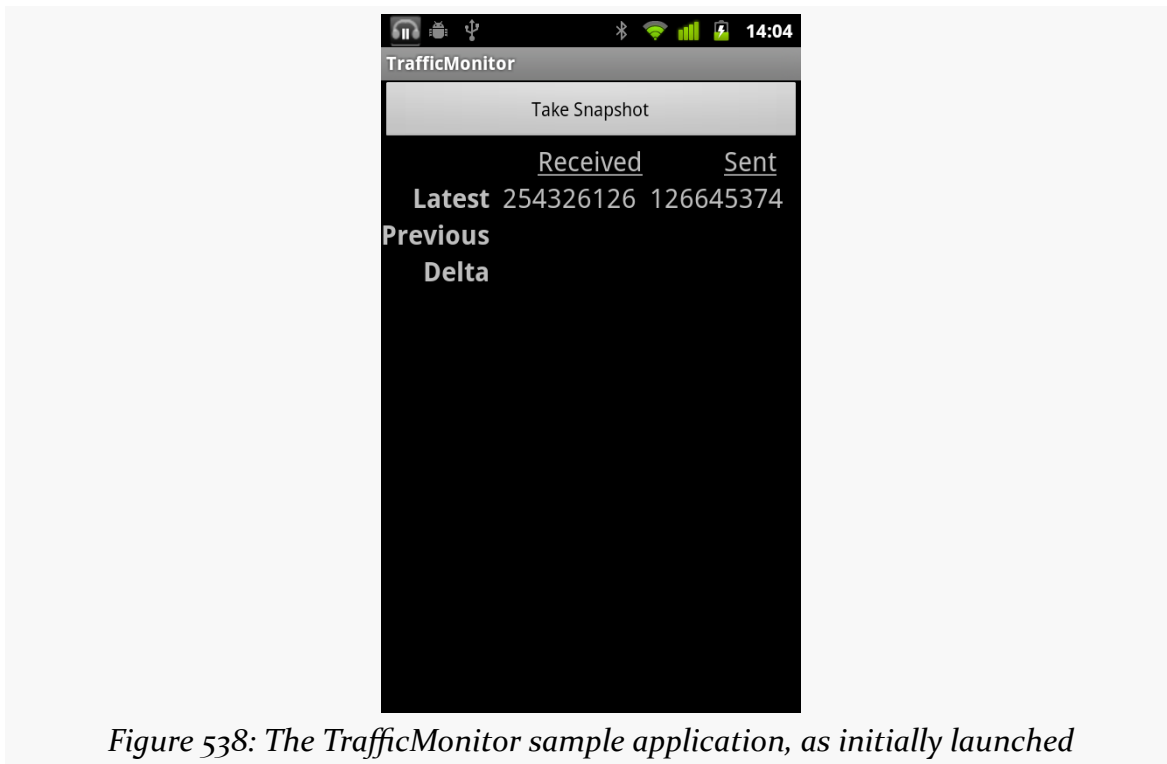 14:04
TrafficMonitor
Take Snapshot
Received Sent
Latest 254326126 126645374
Previous
Delta
Figure 538: The TrafficMonitor sample application, as initially launched